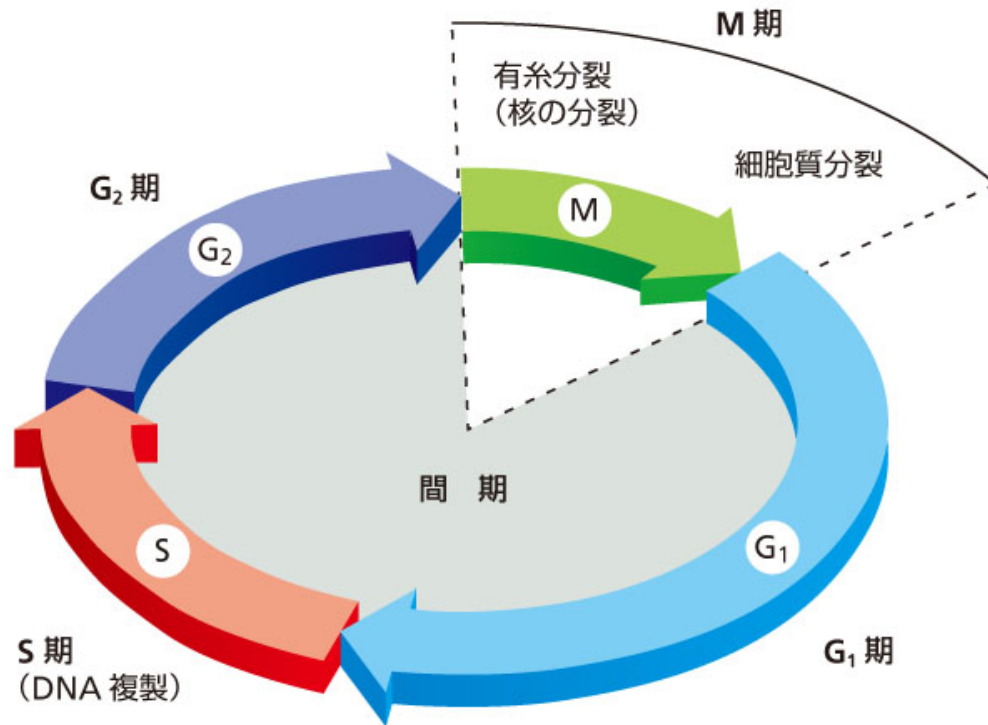 M 期
有糸分裂
（核の分裂）
細胞質分裂
G₂ 期
M
G₂
間 期
S
G₁
S 期
（DNA 複製）
G₁ 期